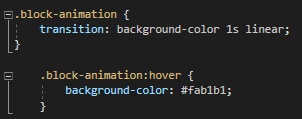 .block-animation {
transition: background-color 1s linear;
}
.block-animation:hover {
background-color: #fab1b1;
}